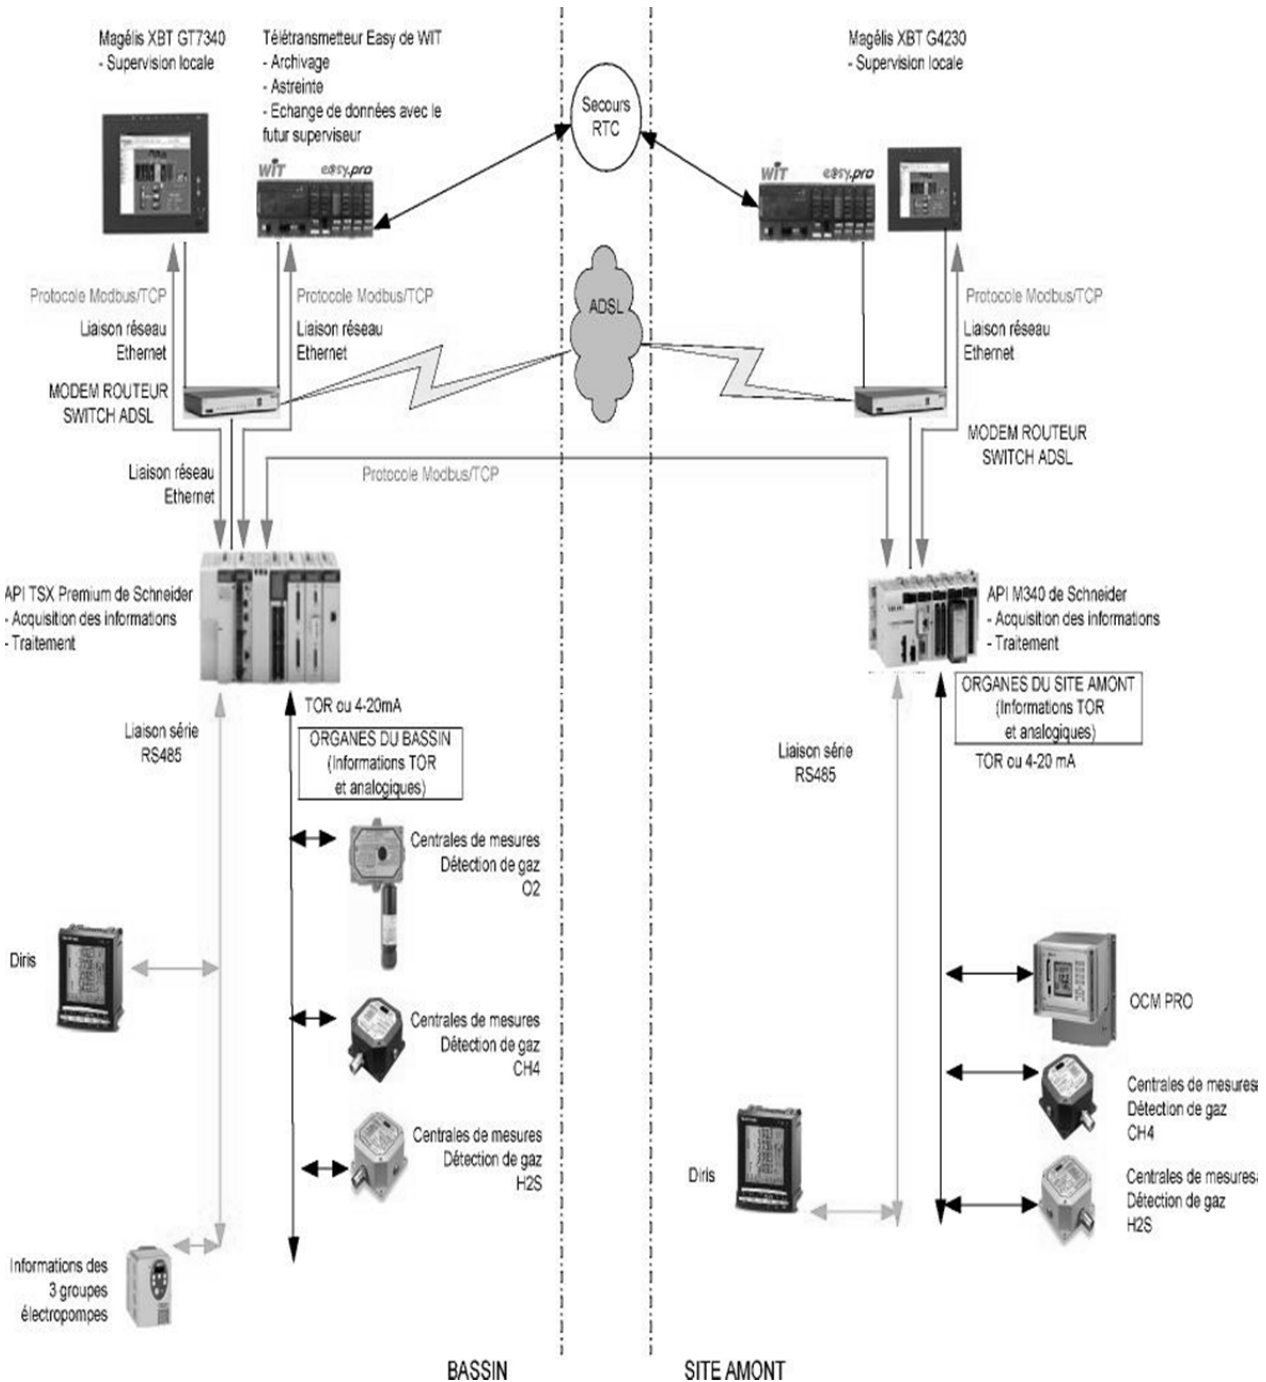 Magélis XBT GT7340
- Supervision locale
Télétransmetteur Easy de WIT
- Archivage
- Astreinte
- Echange de données avec le
futur superviseur
Secours
RTC
Magélis XBT G4230
- Supervision locale
WIT
easy.pro
WIT
easy.pro
Protocole Modbus/TCP
Liaison réseau
Ethernet
Protocole Modbus/TCP
Liaison réseau
Ethernet
ADSL
Protocole Modbus/TCP
Liaison réseau
Ethernet
MODEM ROUTEUR
SWITCH ADSL
MODEM ROUTEUR
SWITCH ADSL
Liaison réseau
Ethernet
Protocole Modbus/TCP
API TSX Premium de Schneider
- Acquisition des informations
- Traitement
API M340 de Schneider
- Acquisition des informations
- Traitement
TOR ou 4-20mA
ORGANES DU BASSIN
(Informations TOR
et analogiques)
Liaison série
RS485
ORGANES DU SITE AMONT
(Informations TOR
et analogiques)
TOR ou 4-20 mA
Liaison série
RS485
Centrales de mesures
Détection de gaz
O2
Diris
Centrales de mesures
Détection de gaz
CH4
Centrales de mesures
Détection de gaz
H2S
Informations des
3 groupes
électropompes
OCM PRO
Centrales de mesures
Détection de gaz
CH4
Diris
Centrales de mesures
Détection de gaz
H2S
BASSIN
SITE AMONT